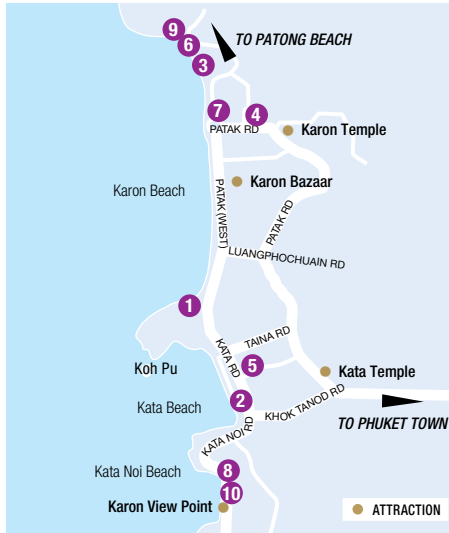 9
6
TO PATONG BEACH
3
7
4
PATAK RD
Karon Temple
Karon Bazaar
Karon Beach
PATAK (WEST)
PATAK RD
LUANGPHOCHUAIN RD
1
TAINA RD
KATA RD
5
Koh Pu
Kata Temple
Kata Beach
2
KHOK TANOD RD
TO PHUKET TOWN
KATA NOI RD
Kata Noi Beach
8
10
Karon View Point
ATTRACTION